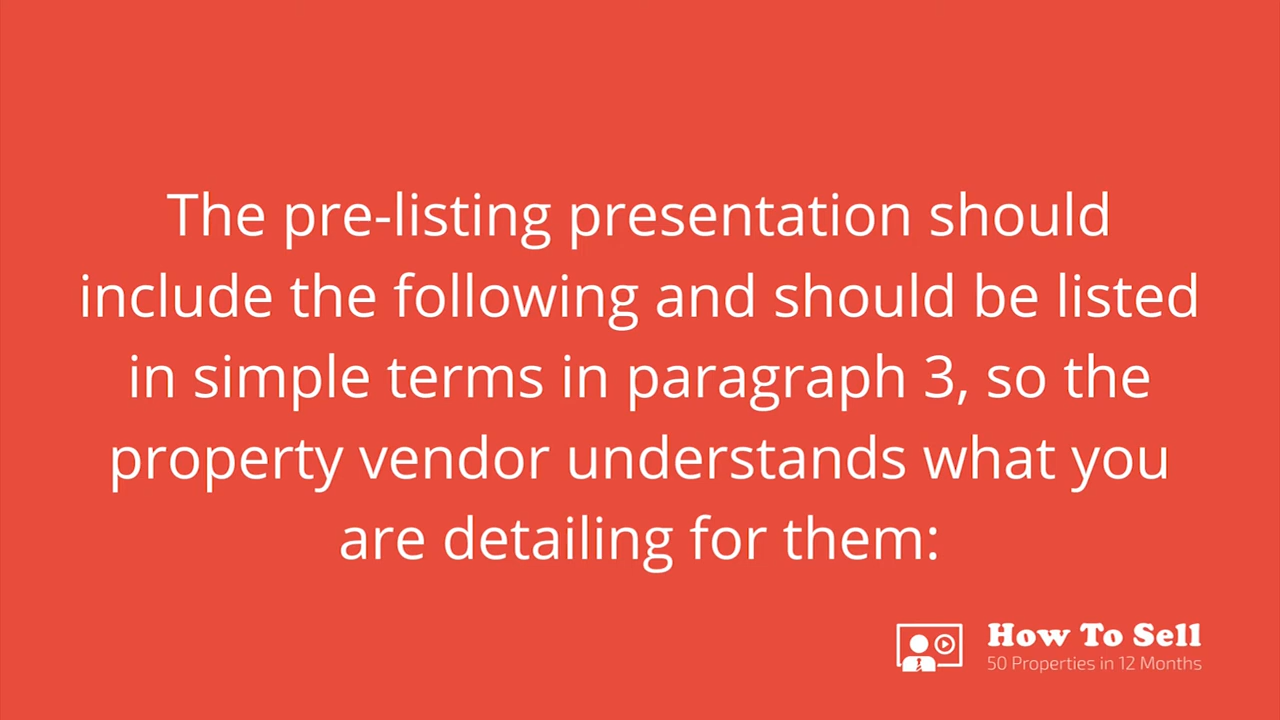 The pre-listing presentation should
include the following and should be listed
in simple terms in paragraph 3, so the
property vendor understands what you
are detailing for them:
How To Sell
50 Properties in 12 Months